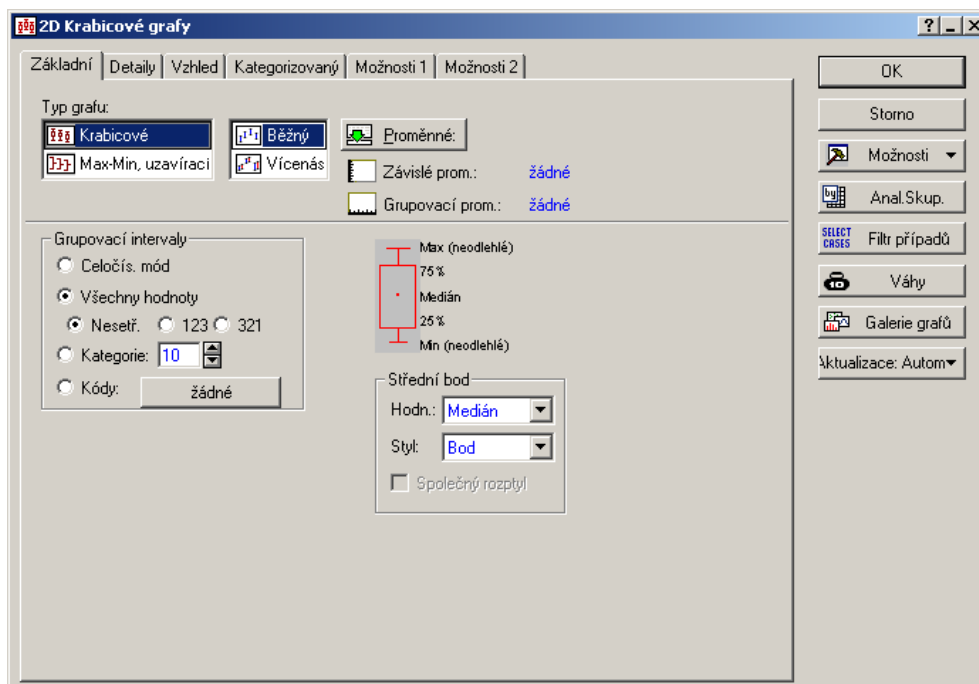 2D Krabicové grafy
Základní Detaily Vzhled Kategorizovaný Možnosti 1 Možnosti 2
OK
Storno
Možnosti
by Anal.Skup.
SELECT CASES Filtr případů
Váhy
Galerie grafů
Aktualizace: Autom
Typ grafu:
Krabicové
Max-Min, uzavíraci
Běžný
Vícenás
Proměnné:
Závislé prom.: žádné
Grupovací prom.: žádné
Grupovací intervaly
Celočís. mód
Všechny hodnoty
Nesetř. 123 321
Kategorie: 10
Kódy: žádné
Max (neodlehlé)
75%
Medián
25%
Min (neodlehlé)
Střední bod
Hodn.: Medián
Styl: Bod
Společný rozptyl